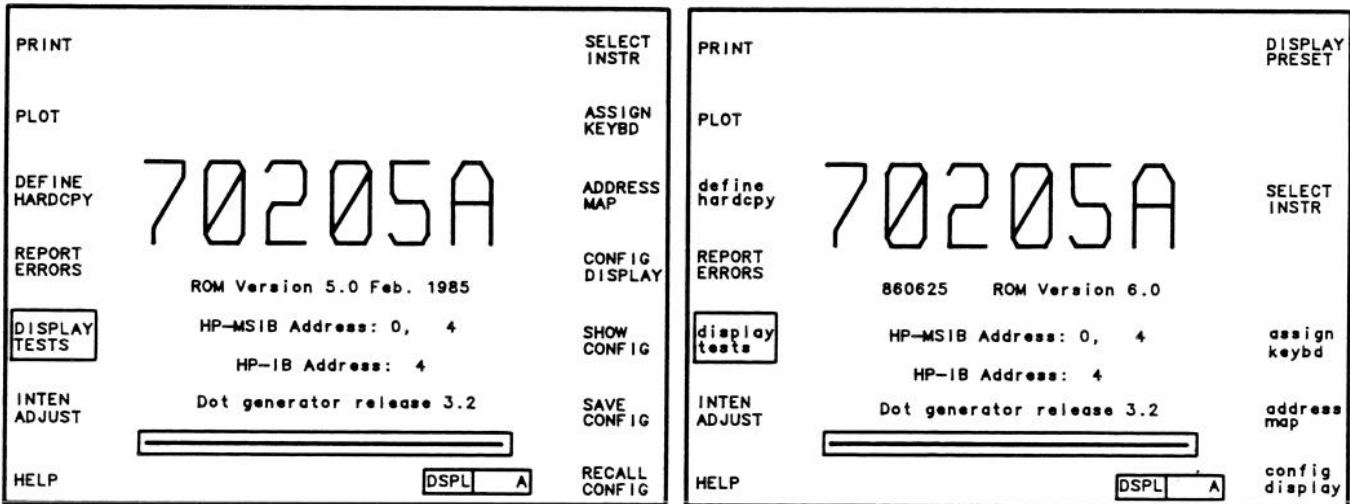 PRINT
PLOT
DEFINE
HARDCPY
REPORT
ERRORS
DISPLAY
TESTS
INTEN
ADJUST
HELP
70205A
ROM Version 5.0 Feb. 1985
HP-MSIB Address: 0, 4
HP-IB Address: 4
Dot generator release 3.2
DSPL A
SELECT
INSTR
ASSIGN
KEYBD
ADDRESS
MAP
CONFIG
DISPLAY
SHOW
CONFIG
SAVE
CONFIG
RECALL
CONFIG
PRINT
PLOT
define
hardcpy
REPORT
ERRORS
display
tests
INTEN
ADJUST
HELP
70205A
860625 ROM Version 6.0
HP-MSIB Address: 0, 4
HP-IB Address: 4
Dot generator release 3.2
DSPL A
DISPLAY
PRESET
SELECT
INSTR
assign
keybd
address
map
config
display